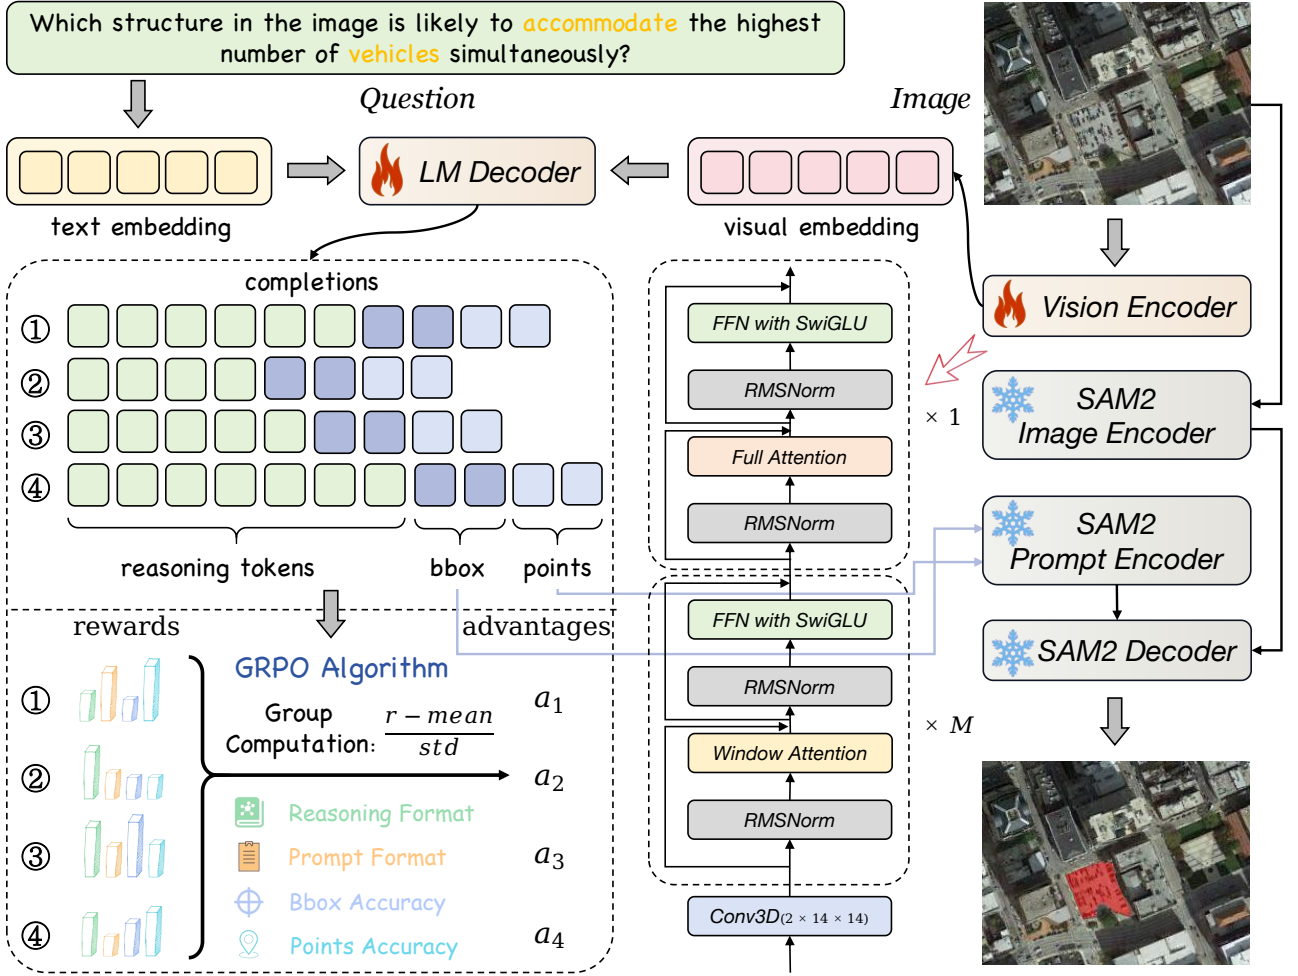 Which structure in the image is likely to accommodate the highest
number of vehicles simultaneously?
Question
Image
LM Decoder
text embedding
visual embedding
Vision Encoder
completions
①
②
③
④
reasoning tokens
bbox
points
FFN with SwiGLU
RMSNorm
Full Attention
RMSNorm
× 1
FFN with SwiGLU
RMSNorm
Window Attention
RMSNorm
× M
Conv3D(2 × 14 × 14)
SAM2
Image Encoder
SAM2
Prompt Encoder
SAM2 Decoder
rewards
advantages
GRPO Algorithm
Group
Computation:
r − mean
std
①
②
③
④
a1
a2
a3
a4
Reasoning Format
Prompt Format
Bbox Accuracy
Points Accuracy